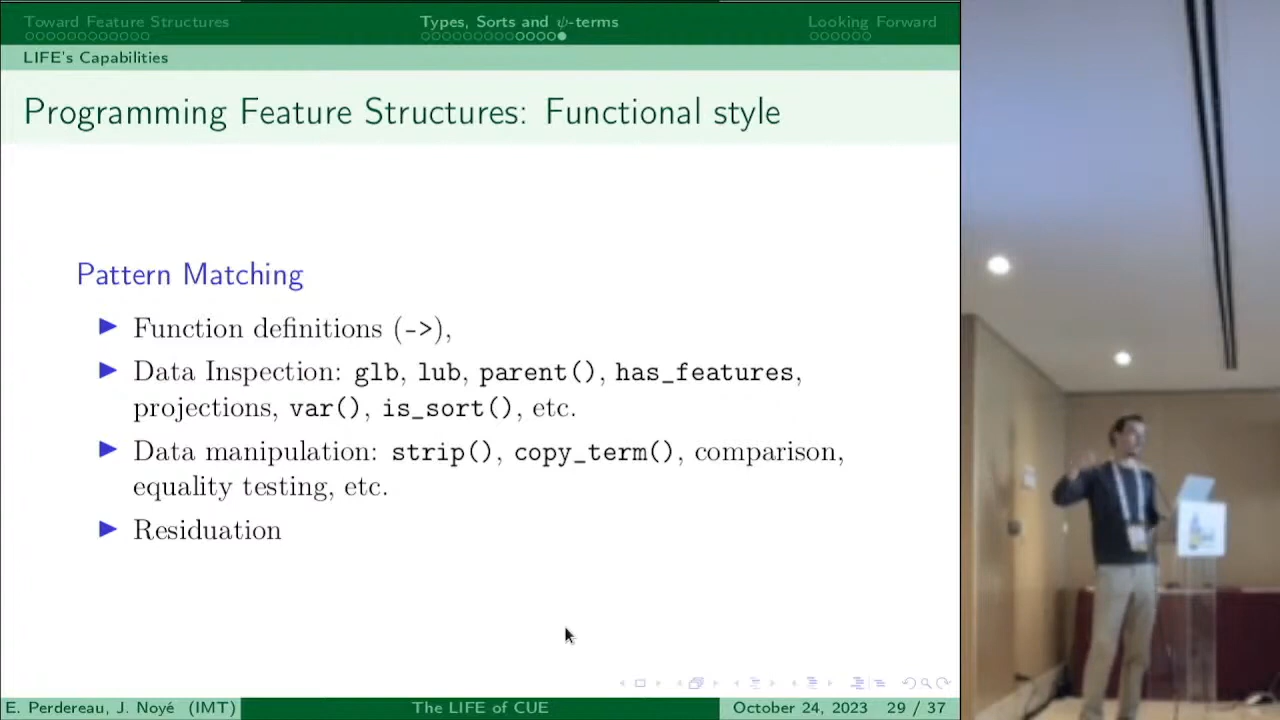 Toward Feature Structures
Types, Sorts and ψ-terms
Looking Forward
LIFE's Capabilities
Programming Feature Structures: Functional style
Pattern Matching
Function definitions (->),
Data Inspection: glb, lub, parent(), has_features,
projections, var(), is_sort(), etc.
Data manipulation: strip(), copy_term(), comparison,
equality testing, etc.
Residuation
E. Perdereau, J. Noyé (IMT)
The LIFE of CUE
October 24, 2023
29 / 37